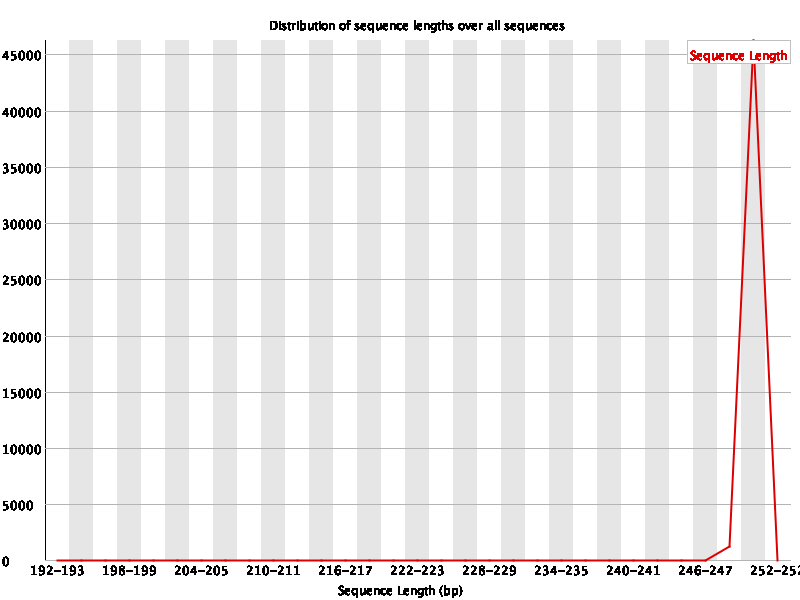 Distribution of sequence lengths over all sequences
Sequence Length
45000
40000
35000
30000
25000
20000
15000
10000
5000
0
192-193 198-199 204-205 210-211 216-217 222-223 228-229 234-235 240-241 246-247 252-252
Sequence Length (bp)